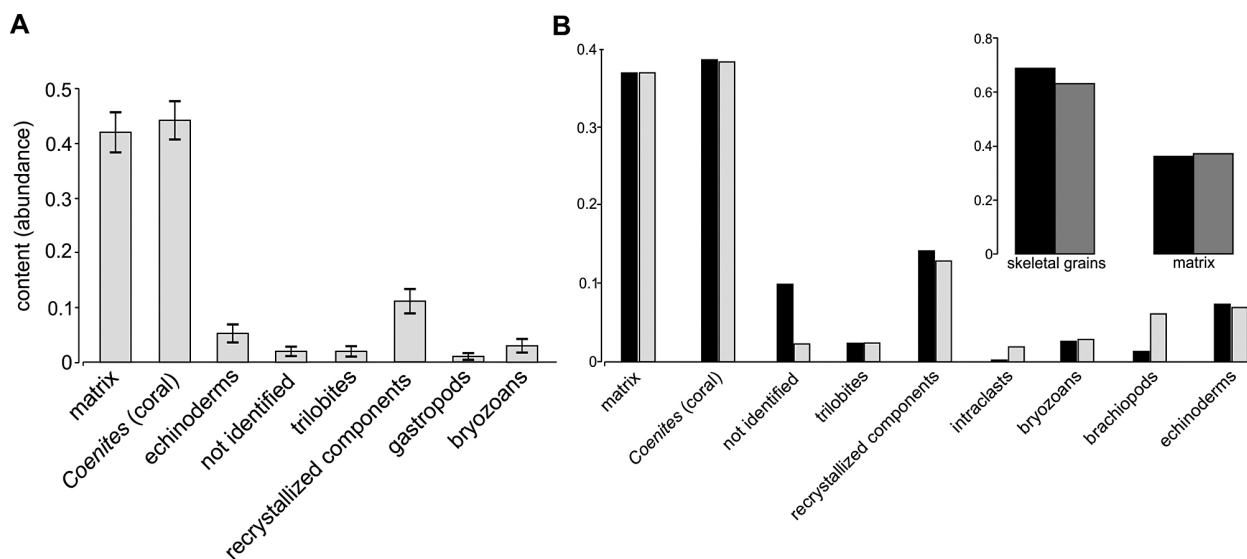 A
content (abundance)
0.5
0.4
0.3
0.2
0.1
0
matrix
Coenites (coral)
echinoderms
not identified
trilobites
recrystallized components
gastropods
bryozoans
B
0.4
0.3
0.2
0.1
0
matrix
Coenites (coral)
not identified
trilobites
recrystallized components
intraclasts
bryozoans
brachiopods
echinoderms
0.8
0.6
0.4
0.2
0
skeletal grains
matrix